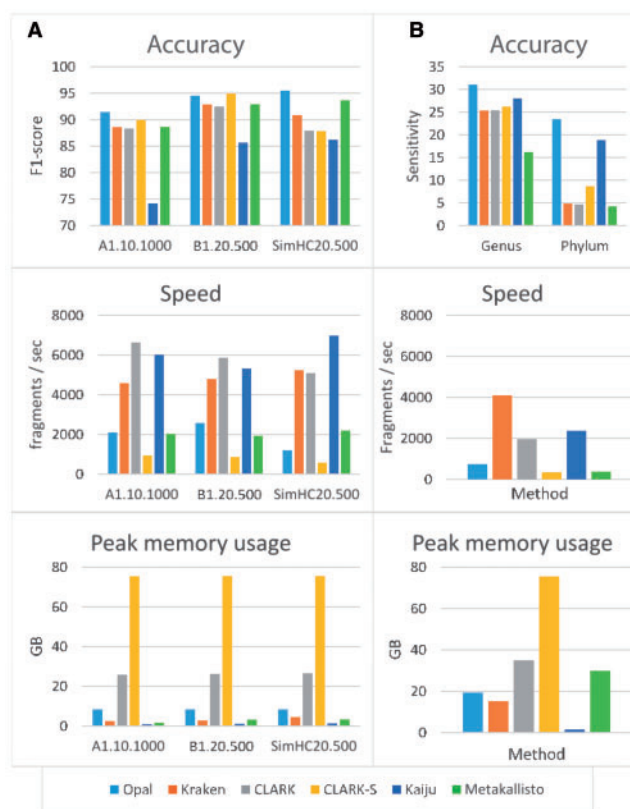 A
Accuracy
100
95
90
85
80
75
70
F1-score
A1.10.1000
B1.20.500
SimHC20.500
Speed
8000
6000
4000
2000
0
fragments / sec
A1.10.1000
B1.20.500
SimHC20.500
Peak memory usage
80
60
40
20
0
GB
A1.10.1000
B1.20.500
SimHC20.500
B
Accuracy
35
30
25
20
15
10
5
0
Sensitivity
Genus
Phylum
Speed
8000
6000
4000
2000
0
Fragments / sec
Method
Peak memory usage
80
60
40
20
0
GB
Method
Opal Kraken CLARK CLARK-S Kaiju Metakallisto